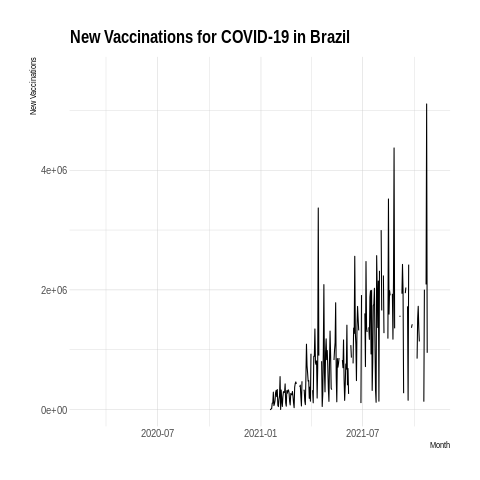 New Vaccinations for COVID-19 in Brazil
New Vaccinations
4e+06
2e+06
0e+00
2020-07
2021-01
2021-07
Month